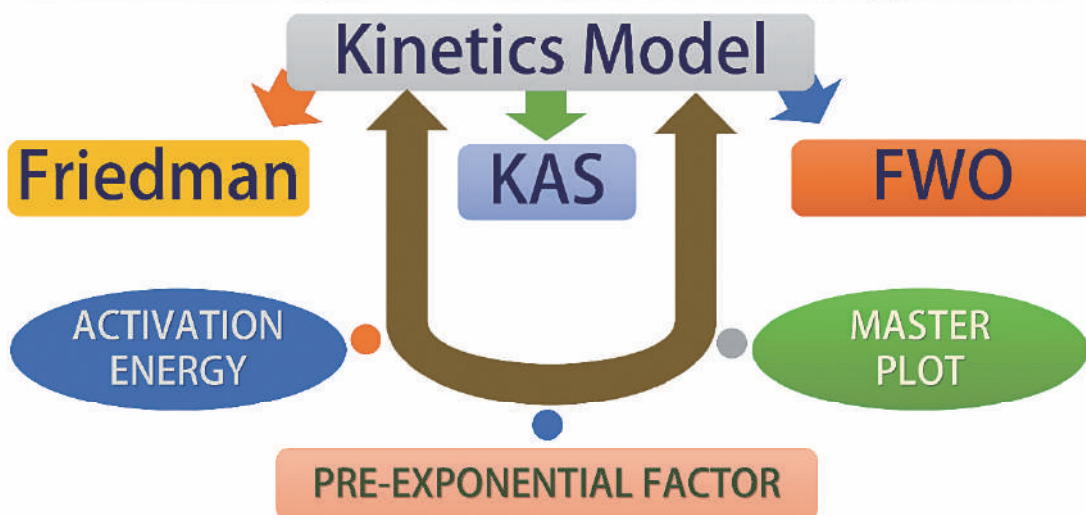 Kinetics Model
Friedman
KAS
FWO
ACTIVATION
ENERGY
MASTER
PLOT
PRE-EXPONENTIAL FACTOR